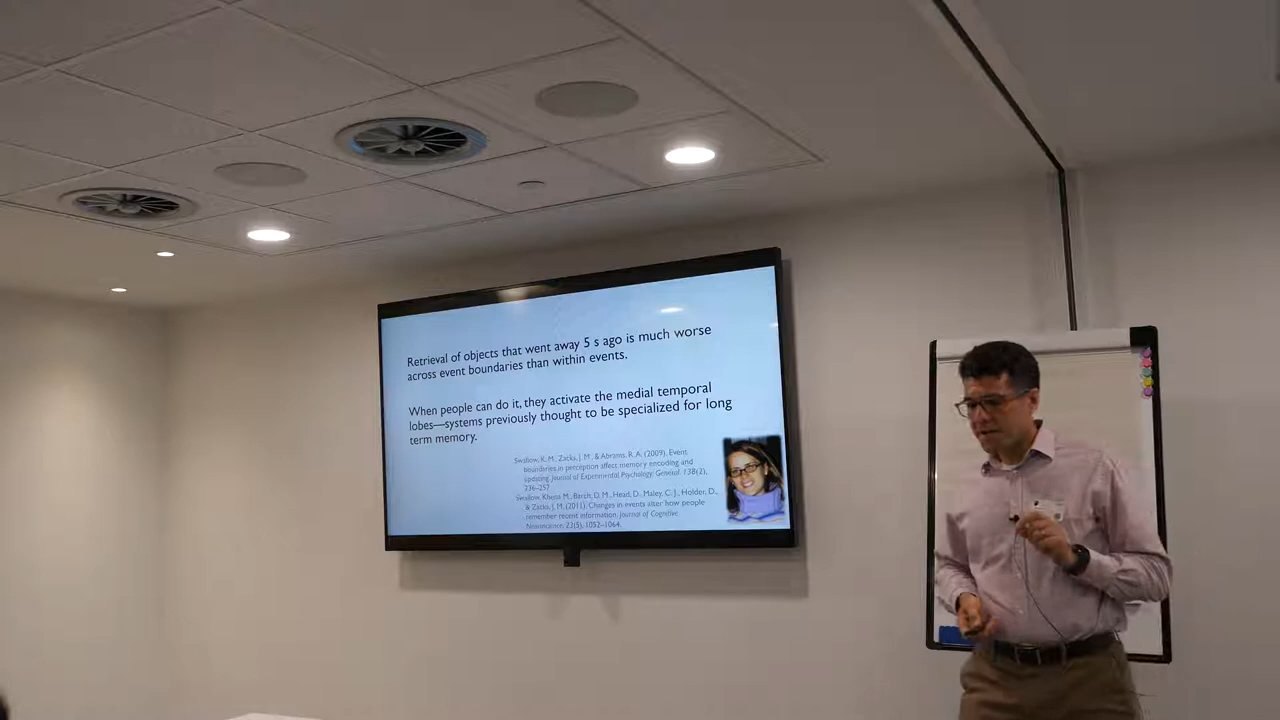 Retrieval of objects that went away 5 s ago is much worse
across event boundaries than within events.
When people can do it, they activate the medial temporal
lobes—systems previously thought to be specialized for long
term memory.
Swallow, K. M., Zacks, J. M., & Abrams, R. A. (2009). Event
boundaries in perception affect memory encoding and
updating. Journal of Experimental Psychology: General, 138(2),
236–257
Swallow, Khena M., Barch, D. M., Head, D., Maley, C. J., Holder, D.,
& Zacks, J. M. (2011). Changes in events alter how people
remember recent information. Journal of Cognitive
Neuroscience, 23(5), 1052–1064.